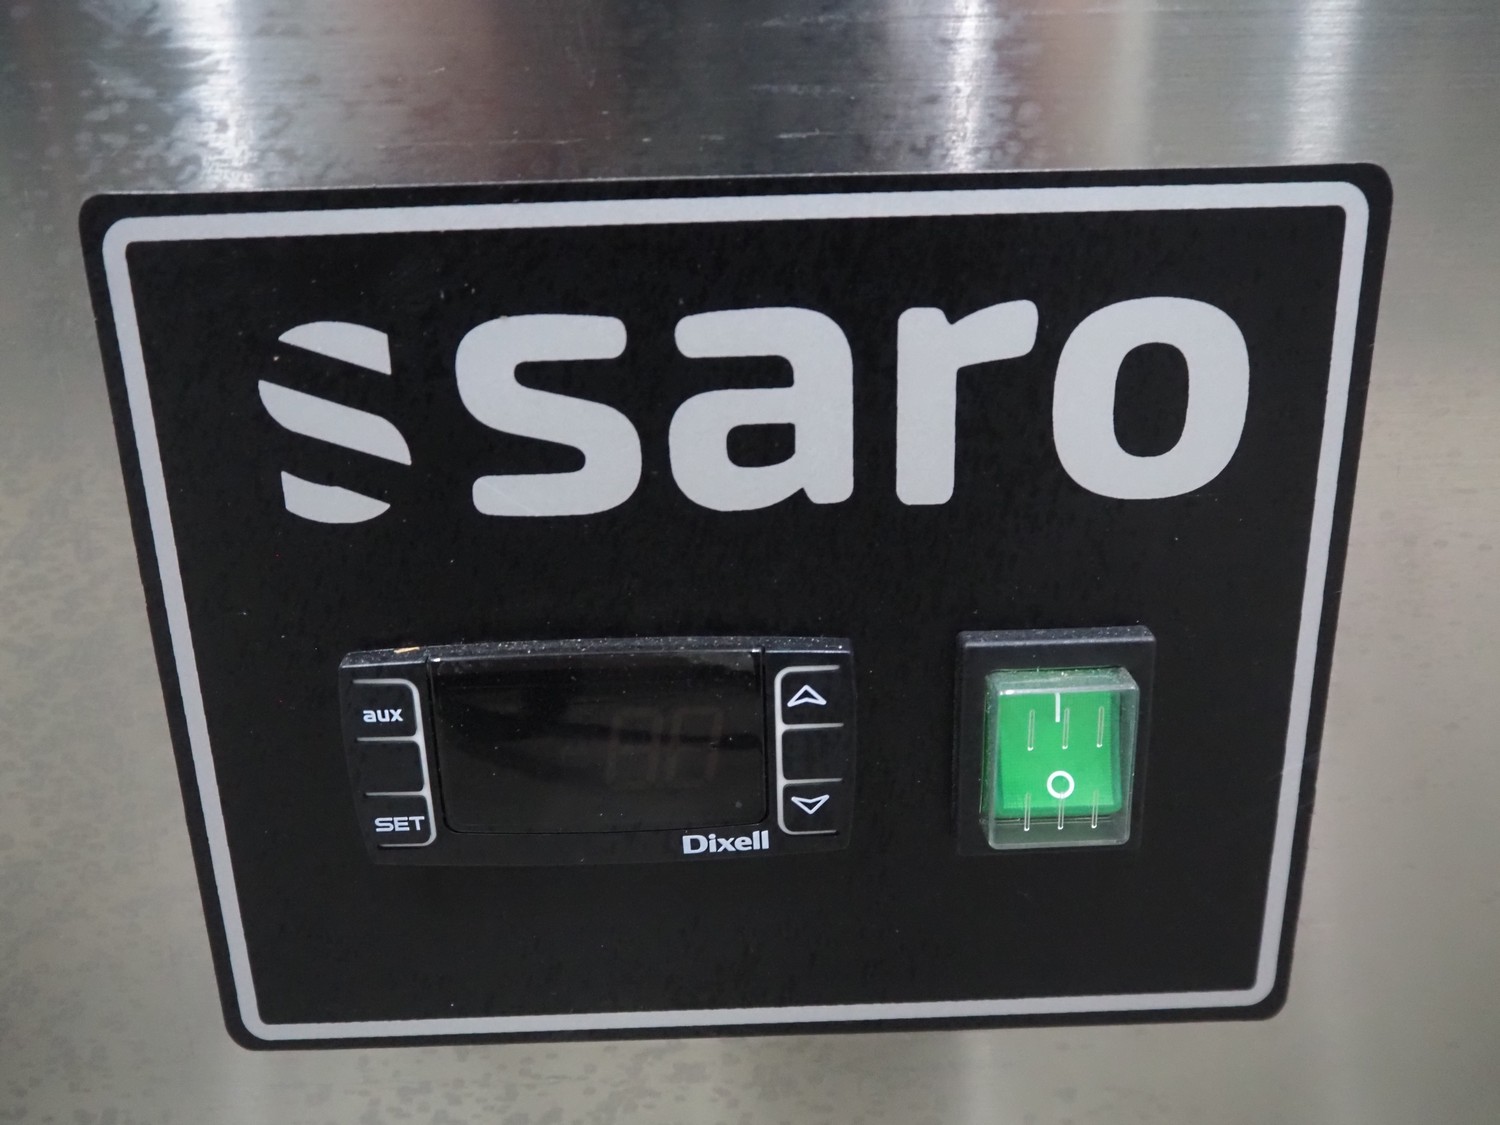 saro
aux
SET
Dixell